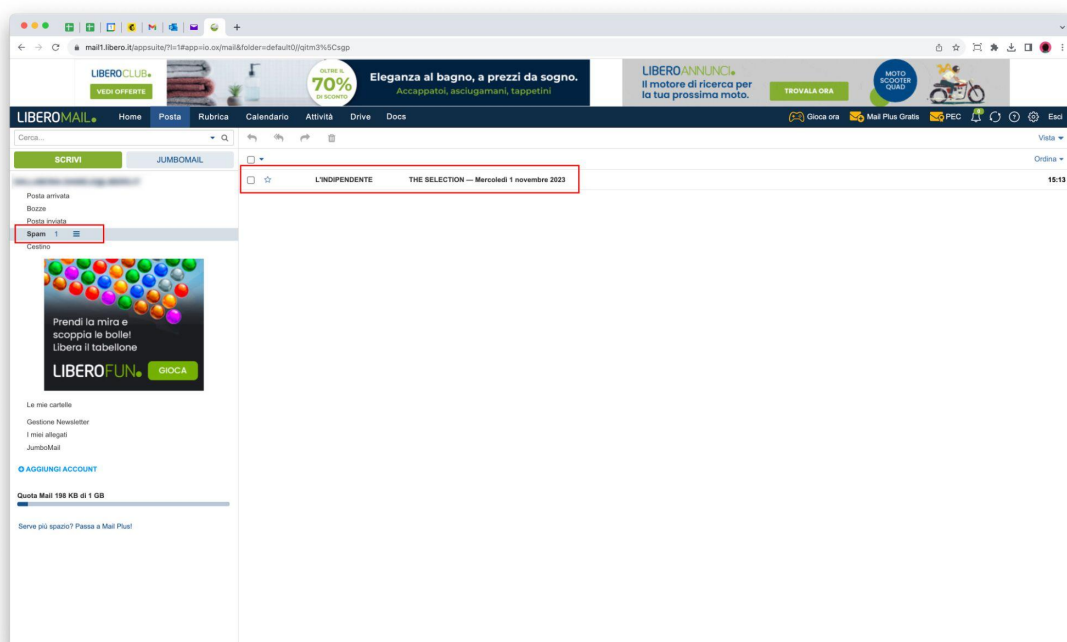 mail1.libero.it/appsuite/?l=1#app=io.ox/mail&folder=default0//qitm3%5Csgp
LIBEROCLUB
VEDI OFFERTE
OLTRE IL
70%
DI SCONTO
Eleganza al bagno, a prezzi da sogno.
Accappatoi, asciugamani, tappetini
LIBEROANNUNCI
Il motore di ricerca per
la tua prossima moto.
TROVALA ORA
MOTO
SCOOTER
QUAD
LIBEROMAIL Home Posta Rubrica Calendario Attività Drive Docs Gioca ora Mail Plus Gratis PEC Esci
Cerca...
Vista
SCRIVI JUMBOMAIL
Ordina
L'INDIPENDENTE THE SELECTION — Mercoledì 1 novembre 2023 15:13
Posta arrivata
Bozze
Posta inviata
Spam 1
Cestino
Prendi la mira e
scoppia le bolle!
Libera il tabellone
LIBEROFUN GIOCA
Le mie cartelle
Gestione Newsletter
I miei allegati
JumboMail
AGGIUNGI ACCOUNT
Quota Mail 198 KB di 1 GB
Serve più spazio? Passa a Mail Plus!